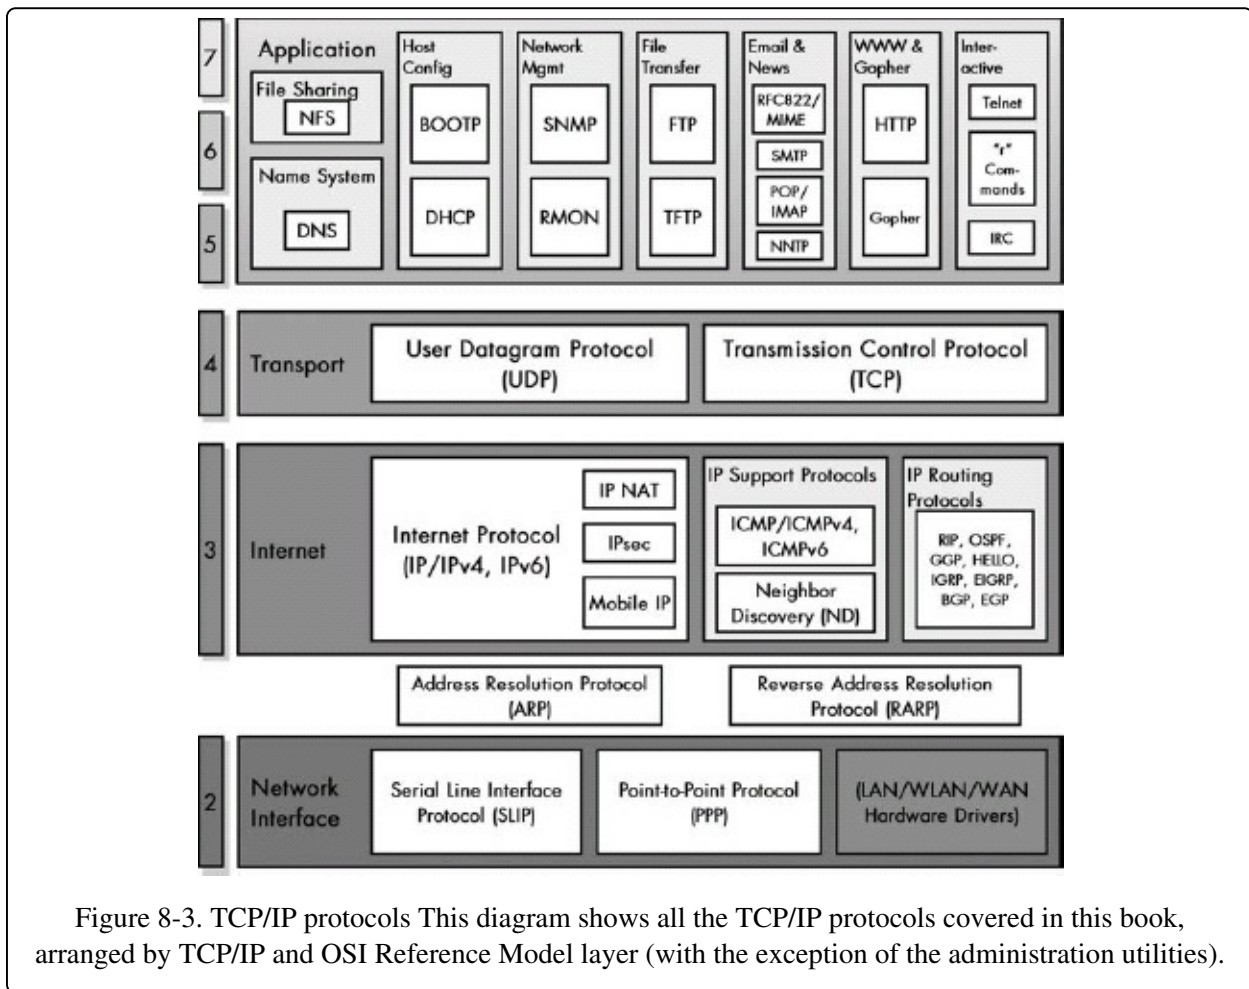 7
6
5
Application
File Sharing
NFS
Name System
DNS
Host
Config
BOOTP
DHCP
Network
Mgmt
SNMP
RMON
File
Transfer
FTP
TFTP
Email &
News
RFC822/
MIME
SMTP
POP/
IMAP
NNTP
WWW &
Gopher
HTTP
Gopher
Inter-
active
Telnet
"r"
Com-
mands
IRC
4
Transport
User Datagram Protocol
(UDP)
Transmission Control Protocol
(TCP)
3
Internet
Internet Protocol
(IP/IPv4, IPv6)
IP NAT
IPsec
Mobile IP
IP Support Protocols
ICMP/ICMPv4,
ICMPv6
Neighbor
Discovery (ND)
IP Routing
Protocols
RIP, OSPF,
GGP, HELLO,
IGRP, EIGRP,
BGP, EGP
Address Resolution Protocol
(ARP)
Reverse Address Resolution
Protocol (RARP)
2
Network
Interface
Serial Line Interface
Protocol (SLIP)
Point-to-Point Protocol
(PPP)
(LAN/WLAN/WAN
Hardware Drivers)
Figure 8-3. TCP/IP protocols This diagram shows all the TCP/IP protocols covered in this book,
arranged by TCP/IP and OSI Reference Model layer (with the exception of the administration utilities).